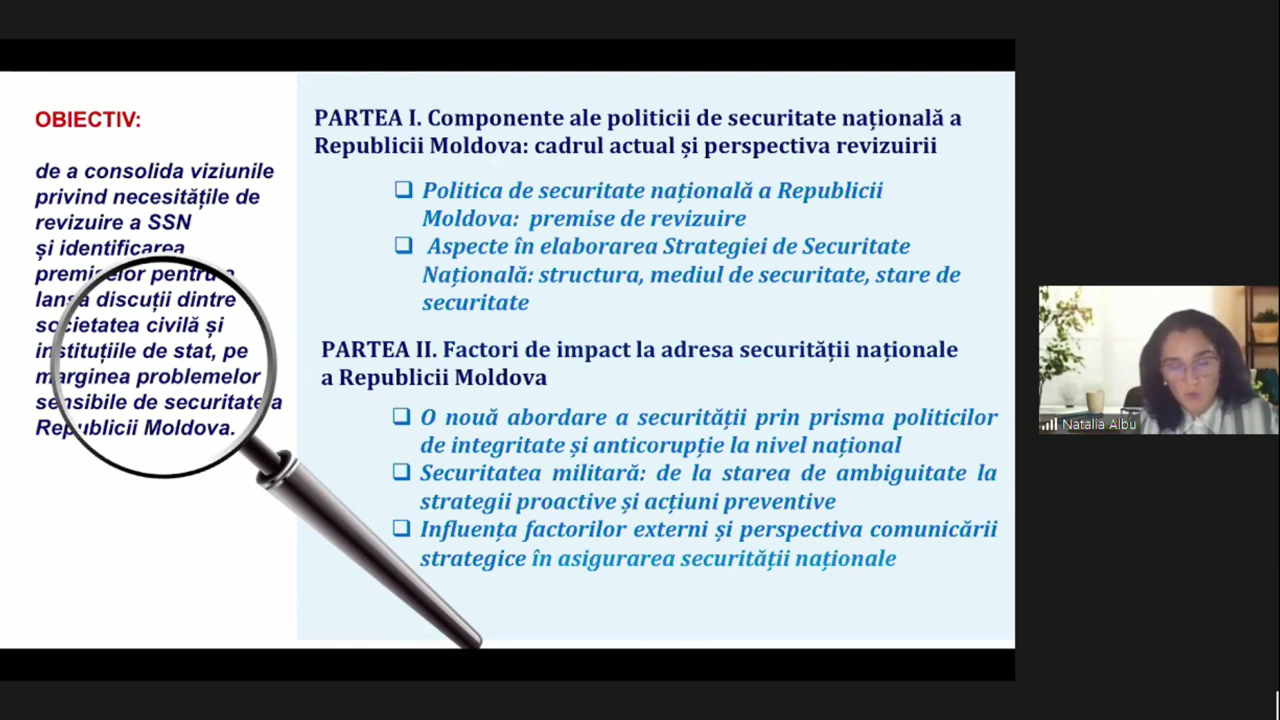 OBIECTIV:
de a consolida viziunile
privind necesitățile de
revizuire a SSN
și identificarea
premiselor pentru a
lansa discuții dintre
societatea civilă și
instituțiile de stat, pe
marginea problemelor
sensibile de securitate a
Republicii Moldova.
PARTEA I. Componente ale politicii de securitate națională a
Republicii Moldova: cadrul actual și perspectiva revizuirii
Politica de securitate națională a Republicii
Moldova: premise de revizuire
Aspecte în elaborarea Strategiei de Securitate
Națională: structura, mediul de securitate, stare de
securitate
PARTEA II. Factori de impact la adresa securității naționale
a Republicii Moldova
O nouă abordare a securității prin prisma politicilor
de integritate și anticorupție la nivel național
Securitatea militară: de la starea de ambiguitate la
strategii proactive și acțiuni preventive
Influența factorilor externi și perspectiva comunicării
strategice în asigurarea securității naționale
Natalia Albu